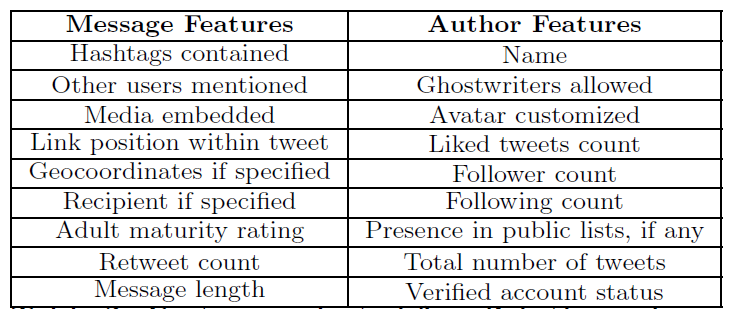 Message Features Author Features
Hashtags contained Name
Other users mentioned Ghostwriters allowed
Media embedded Avatar customized
Link position within tweet Liked tweets count
Geocoordinates if specified Follower count
Recipient if specified Following count
Adult maturity rating Presence in public lists, if any
Retweet count Total number of tweets
Message length Verified account status